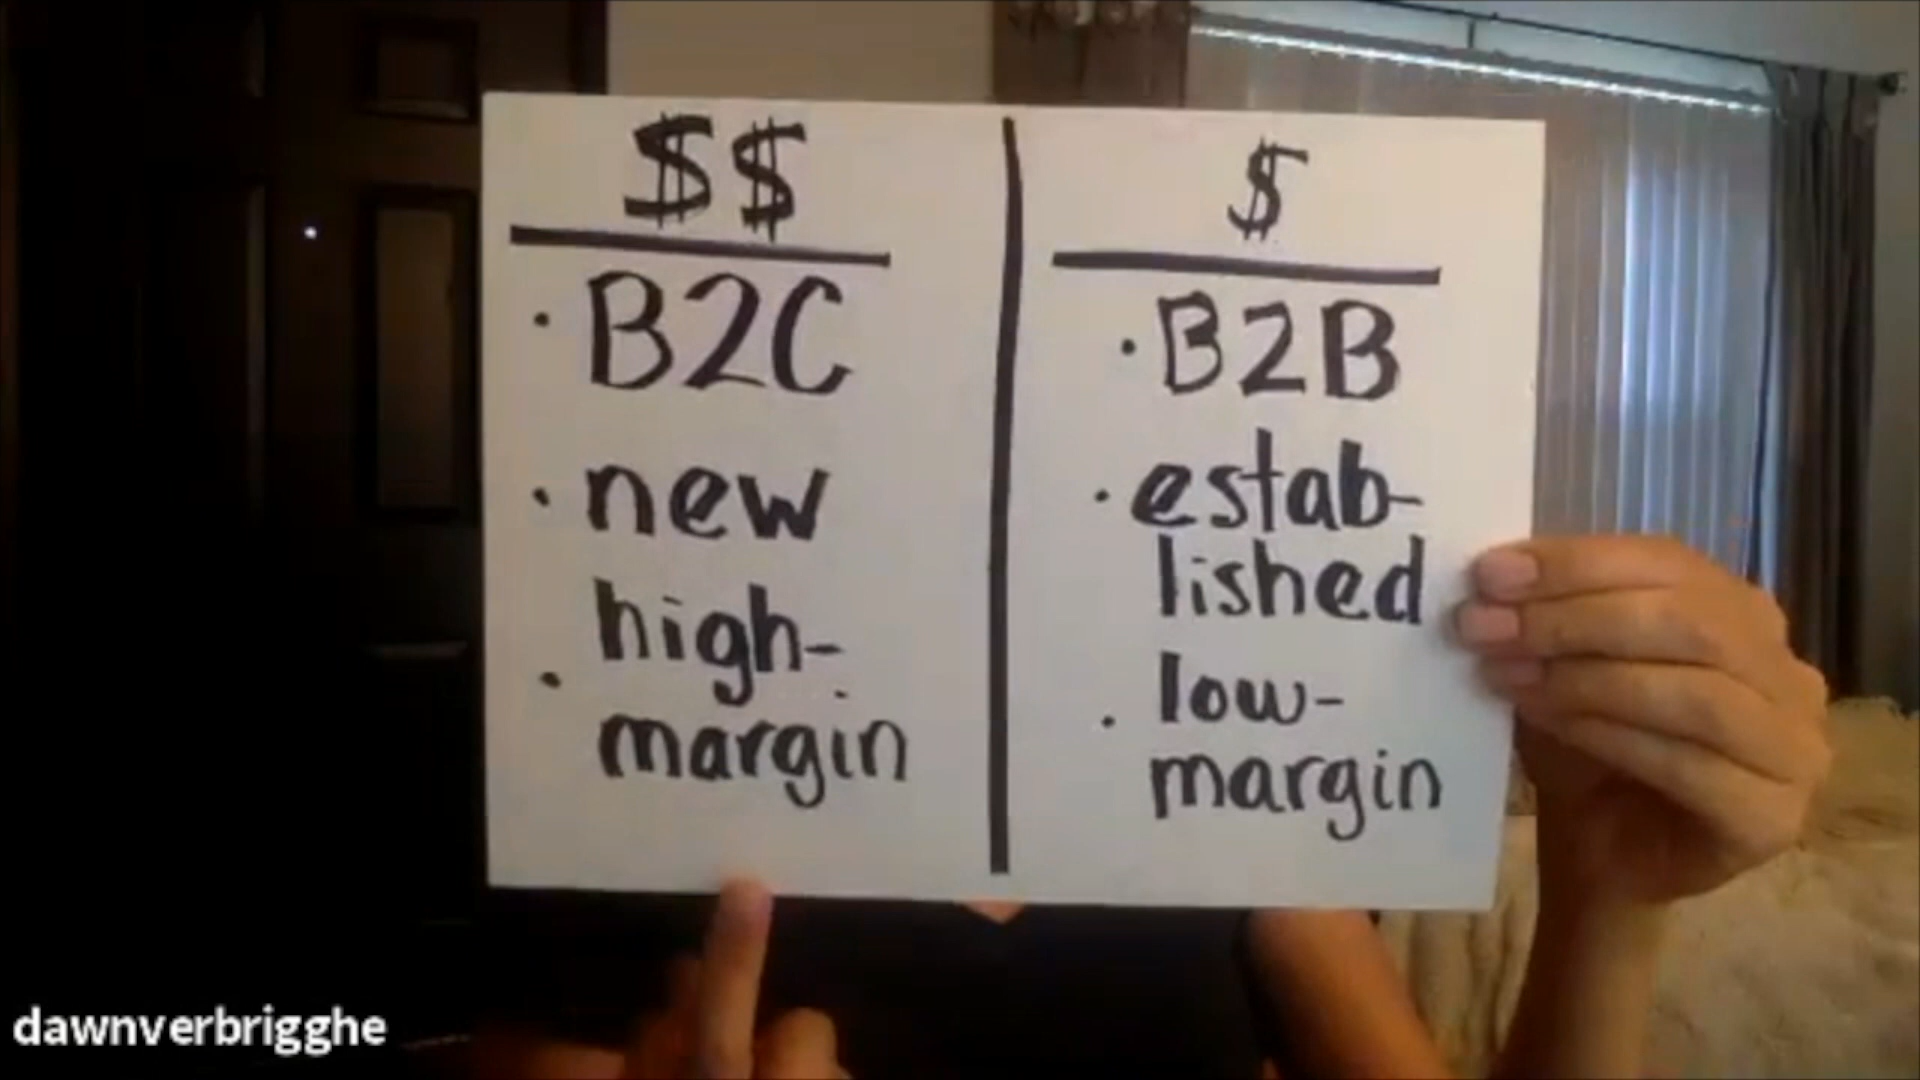 $$
· B2C
· new
· high-
margin
$
· B2B
· estab-
lished
· low-
margin
dawnverbrigghe